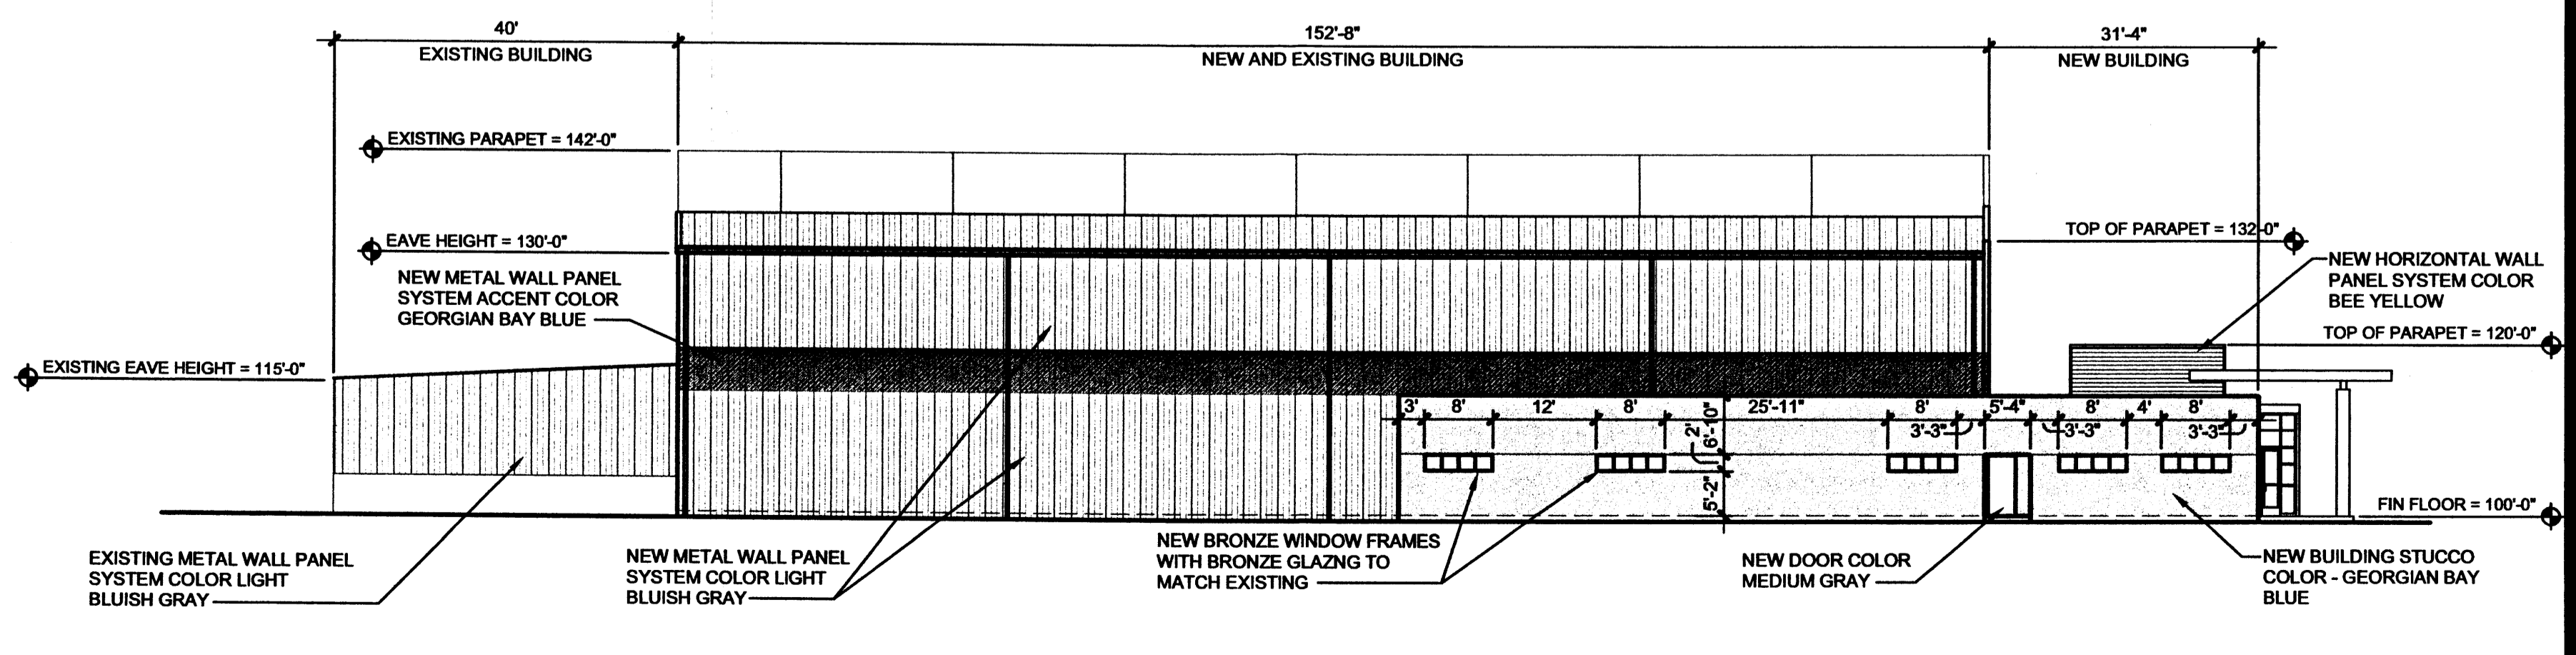 40'
EXISTING BUILDING
152'-8"
NEW AND EXISTING BUILDING
31'-4"
NEW BUILDING
EXISTING PARAPET = 142'-0"
EAVE HEIGHT = 130'-0"
TOP OF PARAPET = 132'-0"
NEW METAL WALL PANEL
SYSTEM ACCENT COLOR
GEORGIAN BAY BLUE
NEW HORIZONTAL WALL
PANEL SYSTEM COLOR
BEE YELLOW
TOP OF PARAPET = 120'-0"
EXISTING EAVE HEIGHT = 115'-0"
3' 8' 12' 8' 25'-11" 8' 5'-4" 8' 4' 8'
3'-3" 3'-3" 3'-3"
6'-10"
2'
5'-2"
FIN FLOOR = 100'-0"
EXISTING METAL WALL PANEL
SYSTEM COLOR LIGHT
BLUISH GRAY
NEW METAL WALL PANEL
SYSTEM COLOR LIGHT
BLUISH GRAY
NEW BRONZE WINDOW FRAMES
WITH BRONZE GLAZNG TO
MATCH EXISTING
NEW DOOR COLOR
MEDIUM GRAY
NEW BUILDING STUCCO
COLOR - GEORGIAN BAY
BLUE